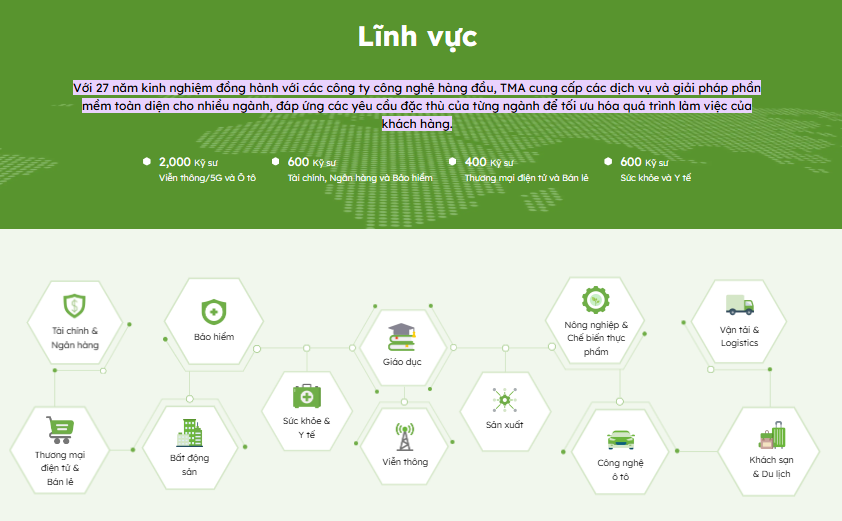 Lĩnh vực
Với 27 năm kinh nghiệm đồng hành với các công ty công nghệ hàng đầu, TMA cung cấp các dịch vụ và giải pháp phần
mềm toàn diện cho nhiều ngành, đáp ứng các yêu cầu đặc thù của từng ngành để tối ưu hóa quá trình làm việc của
khách hàng.
2,000 Kỹ sư
Viễn thông/5G và Ô tô
600 Kỹ sư
Tài chính, Ngân hàng và Bảo hiểm
400 Kỹ sư
Thương mại điện tử và Bán lẻ
600 Kỹ sư
Sức khỏe và Y tế
Tài chính &
Ngân hàng
Bảo hiểm
Giáo dục
Nông nghiệp &
Chế biến thực
phẩm
Vận tải &
Logistics
Thương mại
điện tử &
Bán lẻ
Bất động
sản
Sức khỏe &
Y tế
Viễn thông
Sản xuất
Công nghệ
ô tô
Khách sạn
& Du lịch